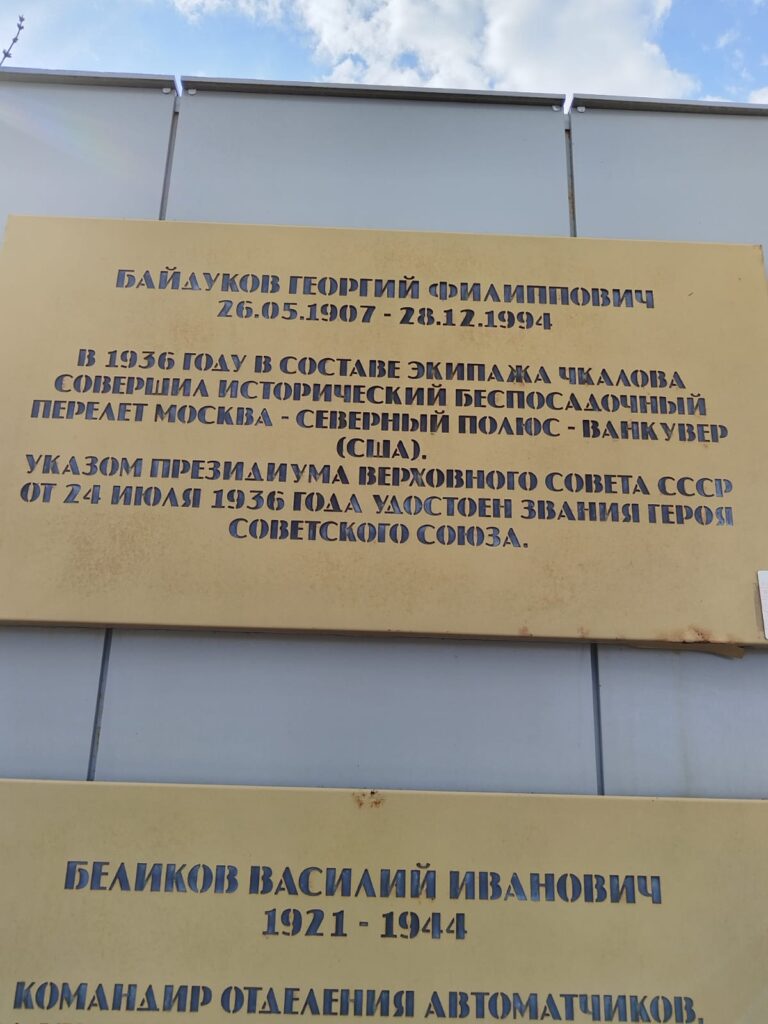 БАЙДУКОВ ГЕОРГИЙ ФИЛИППОВИЧ
26.05.1907 - 28.12.1994
В 1936 ГОДУ В СОСТАВЕ ЭКИПАЖА ЧКАЛОВА
СОВЕРШИЛ ИСТОРИЧЕСКИЙ БЕСПОСАДОЧНЫЙ
ПЕРЕЛЕТ МОСКВА - СЕВЕРНЫЙ ПОЛЮС - ВАНКУВЕР
(США).
УКАЗОМ ПРЕЗИДИУМА ВЕРХОВНОГО СОВЕТА СССР
ОТ 24 ИЮЛЯ 1936 ГОДА УДОСТОЕН ЗВАНИЯ ГЕРОЯ
СОВЕТСКОГО СОЮЗА.
БЕЛИКОВ ВАСИЛИЙ ИВАНОВИЧ
1921 - 1944
КОМАНДИР ОТДЕЛЕНИЯ АВТОМАТЧИКОВ.